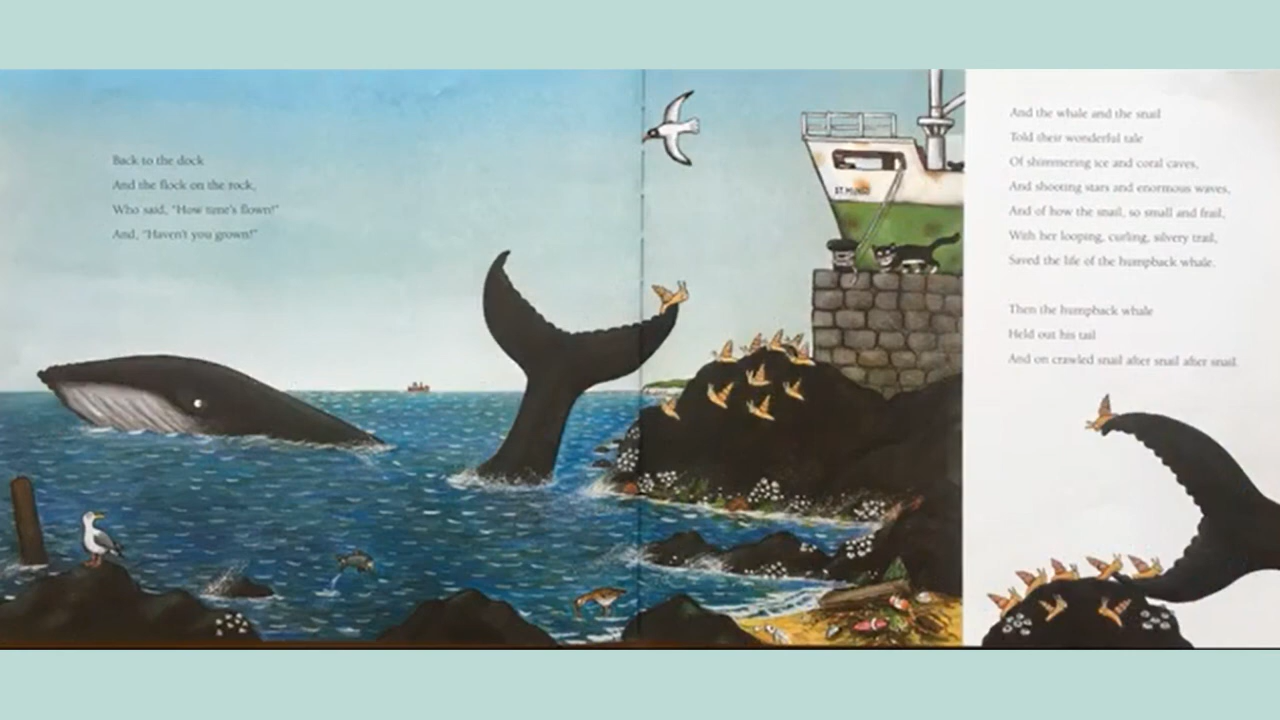 Back to the dock
And the flock on the rock,
Who said, "How time's flown!"
And, "Haven't you grown!"
ST. MUNGO
And the whale and the snail
Told their wonderful tale
Of shimmering ice and coral caves,
And shooting stars and enormous waves,
And of how the snail, so small and frail,
With her looping, curling, silvery trail,
Saved the life of the humpback whale.
Then the humpback whale
Held out his tail
And on crawled snail after snail after snail.